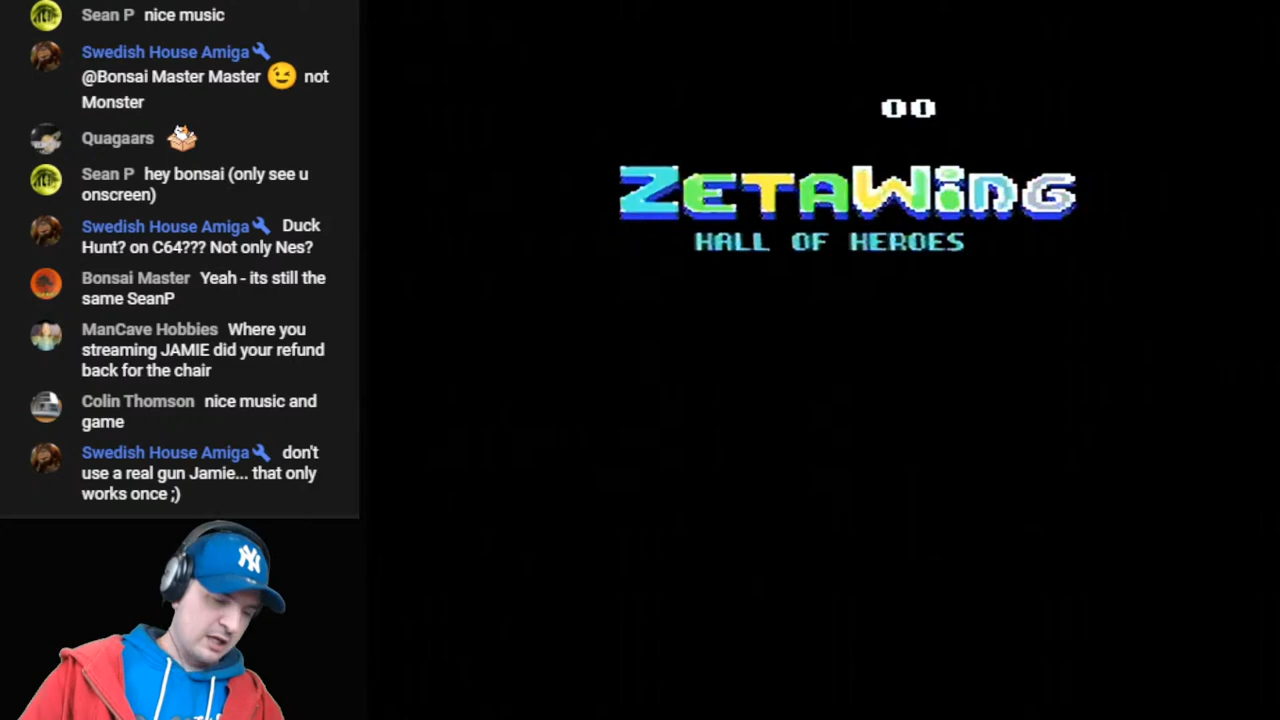 Sean P nice music
Swedish House Amiga
@Bonsai Master Master 😉 not
Monster
Quagaars
Sean P hey bonsai (only see u
onscreen)
Swedish House Amiga Duck
Hunt? on C64??? Not only Nes?
Bonsai Master Yeah - its still the
same SeanP
ManCave Hobbies Where you
streaming JAMIE did your refund
back for the chair
Colin Thomson nice music and
game
Swedish House Amiga don't
use a real gun Jamie... that only
works once ;)
NY
00
ZETAWING
HALL OF HEROES